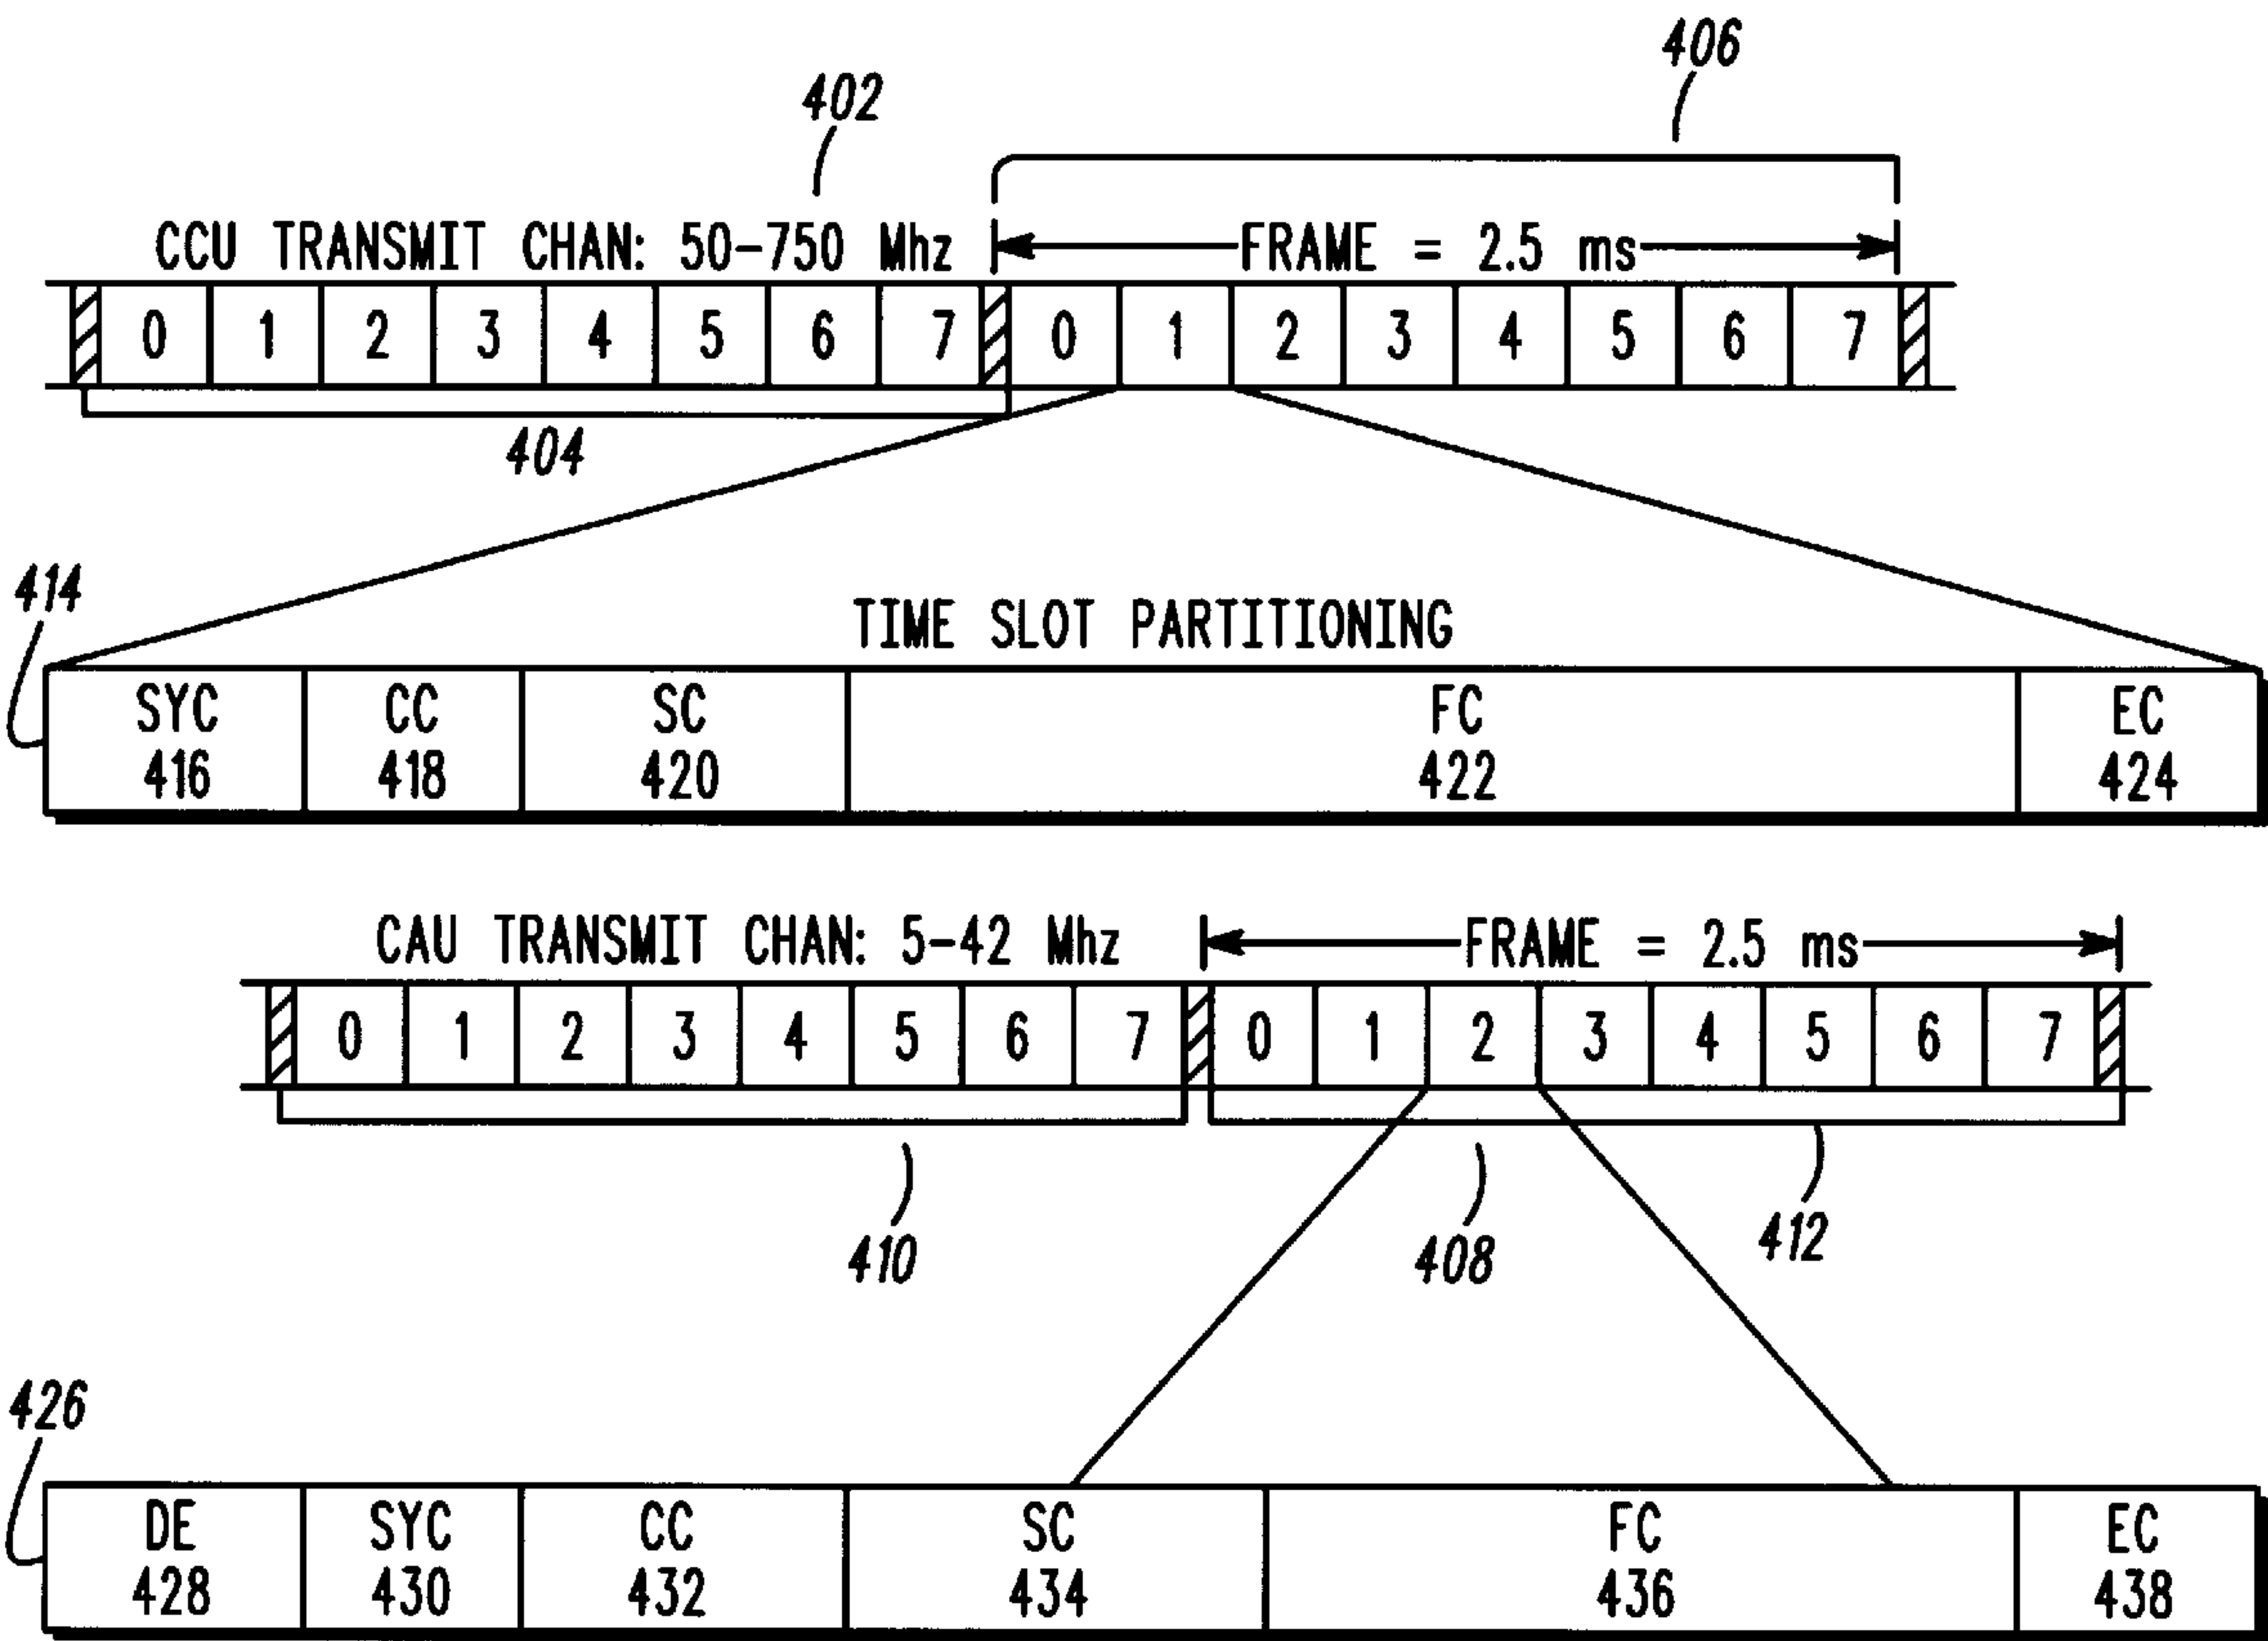 406
402
CCU TRANSMIT CHAN: 50-750 Mhz FRAME = 2.5 ms
0 1 2 3 4 5 6 7 0 1 2 3 4 5 6 7
404
414
TIME SLOT PARTITIONING
SYC CC SC FC EC
416 418 420 422 424
CAU TRANSMIT CHAN: 5-42 Mhz FRAME = 2.5 ms
0 1 2 3 4 5 6 7 0 1 2 3 4 5 6 7
410 408 412
426
DE SYC CC SC FC EC
428 430 432 434 436 438